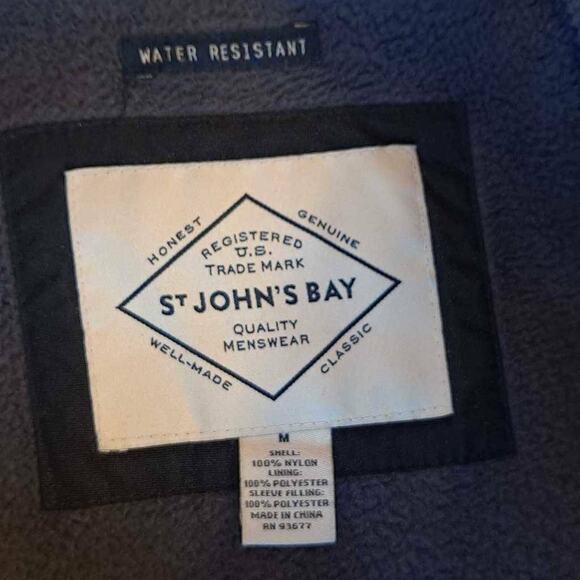 WATER RESISTANT
HONEST
GENUINE
REGISTERED
U.S.
TRADE MARK
ST JOHN'S BAY
QUALITY
MENSWEAR
WELL-MADE
CLASSIC
M
SHELL:
100% NYLON
LINING:
100% POLYESTER
SLEEVE FILLING:
100% POLYESTER
MADE IN CHINA
RN 93677